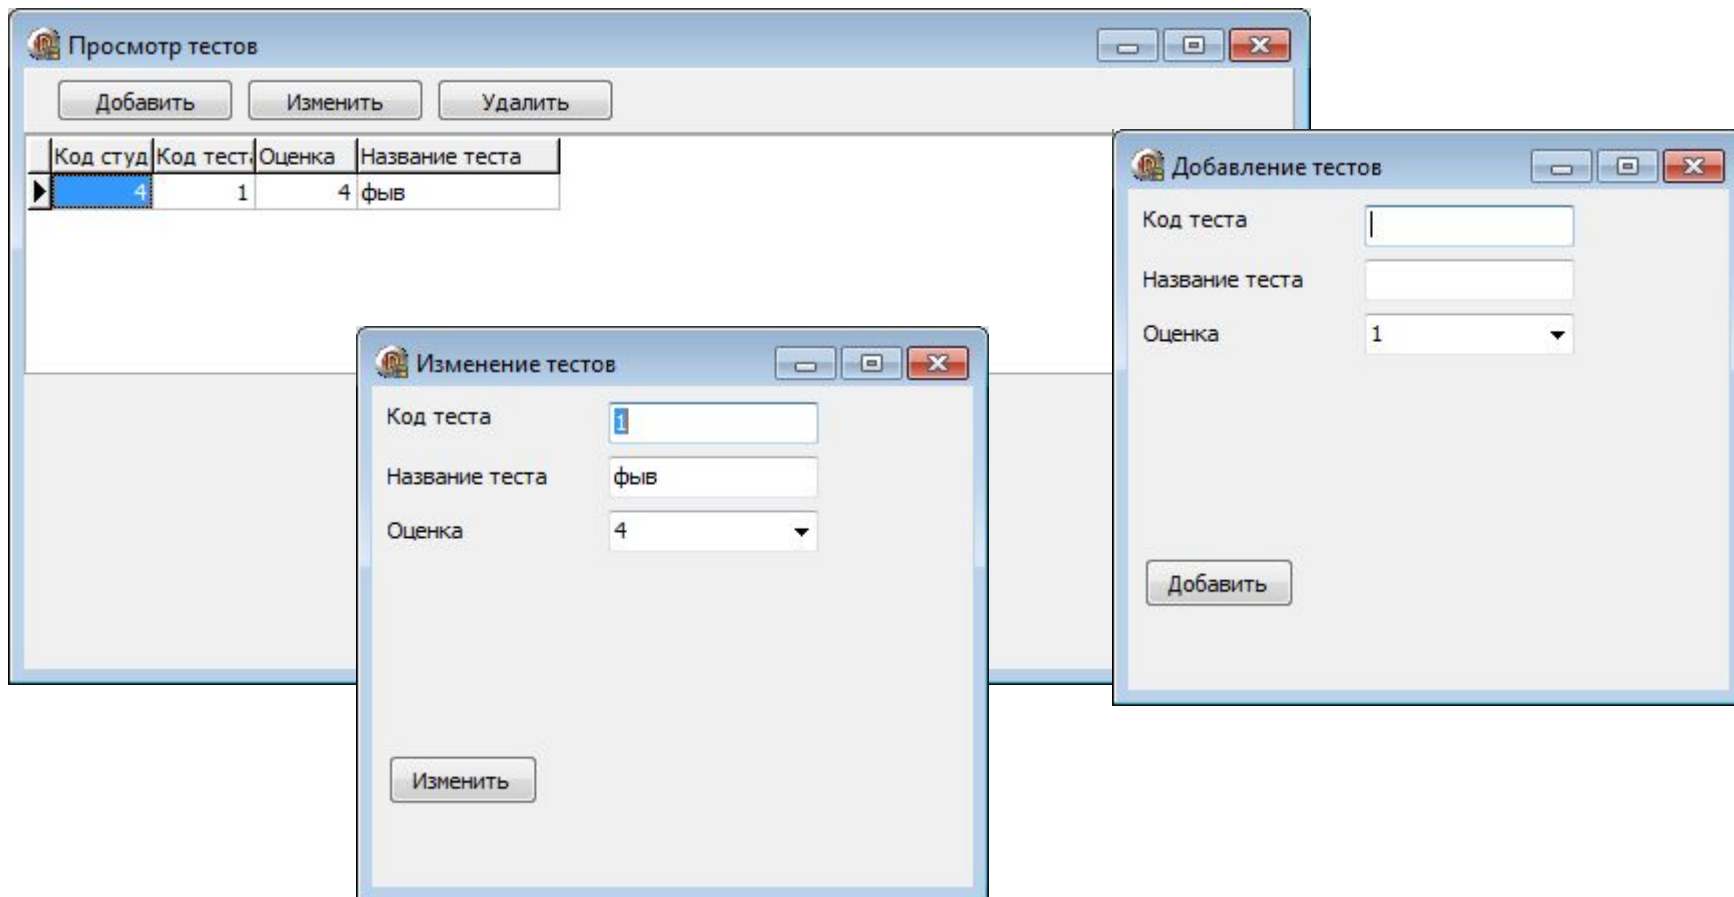 Просмотр тестов
Добавить Изменить Удалить
Код студ Код тест Оценка Название теста
4 1 4 фыв
Добавление тестов
Код теста
Название теста
Оценка 1
Добавить
Изменение тестов
Код теста 1
Название теста фыв
Оценка 4
Изменить